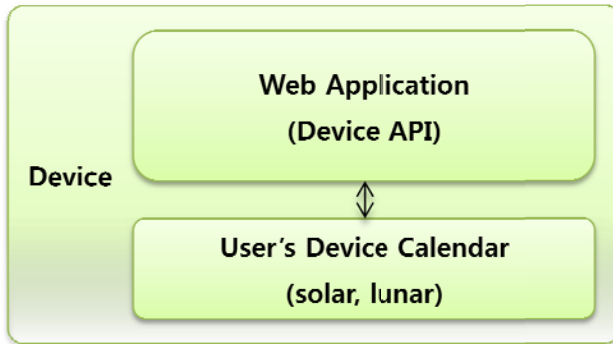 Web Application
(Device API)
Device
User's Device Calendar
(solar, lunar)